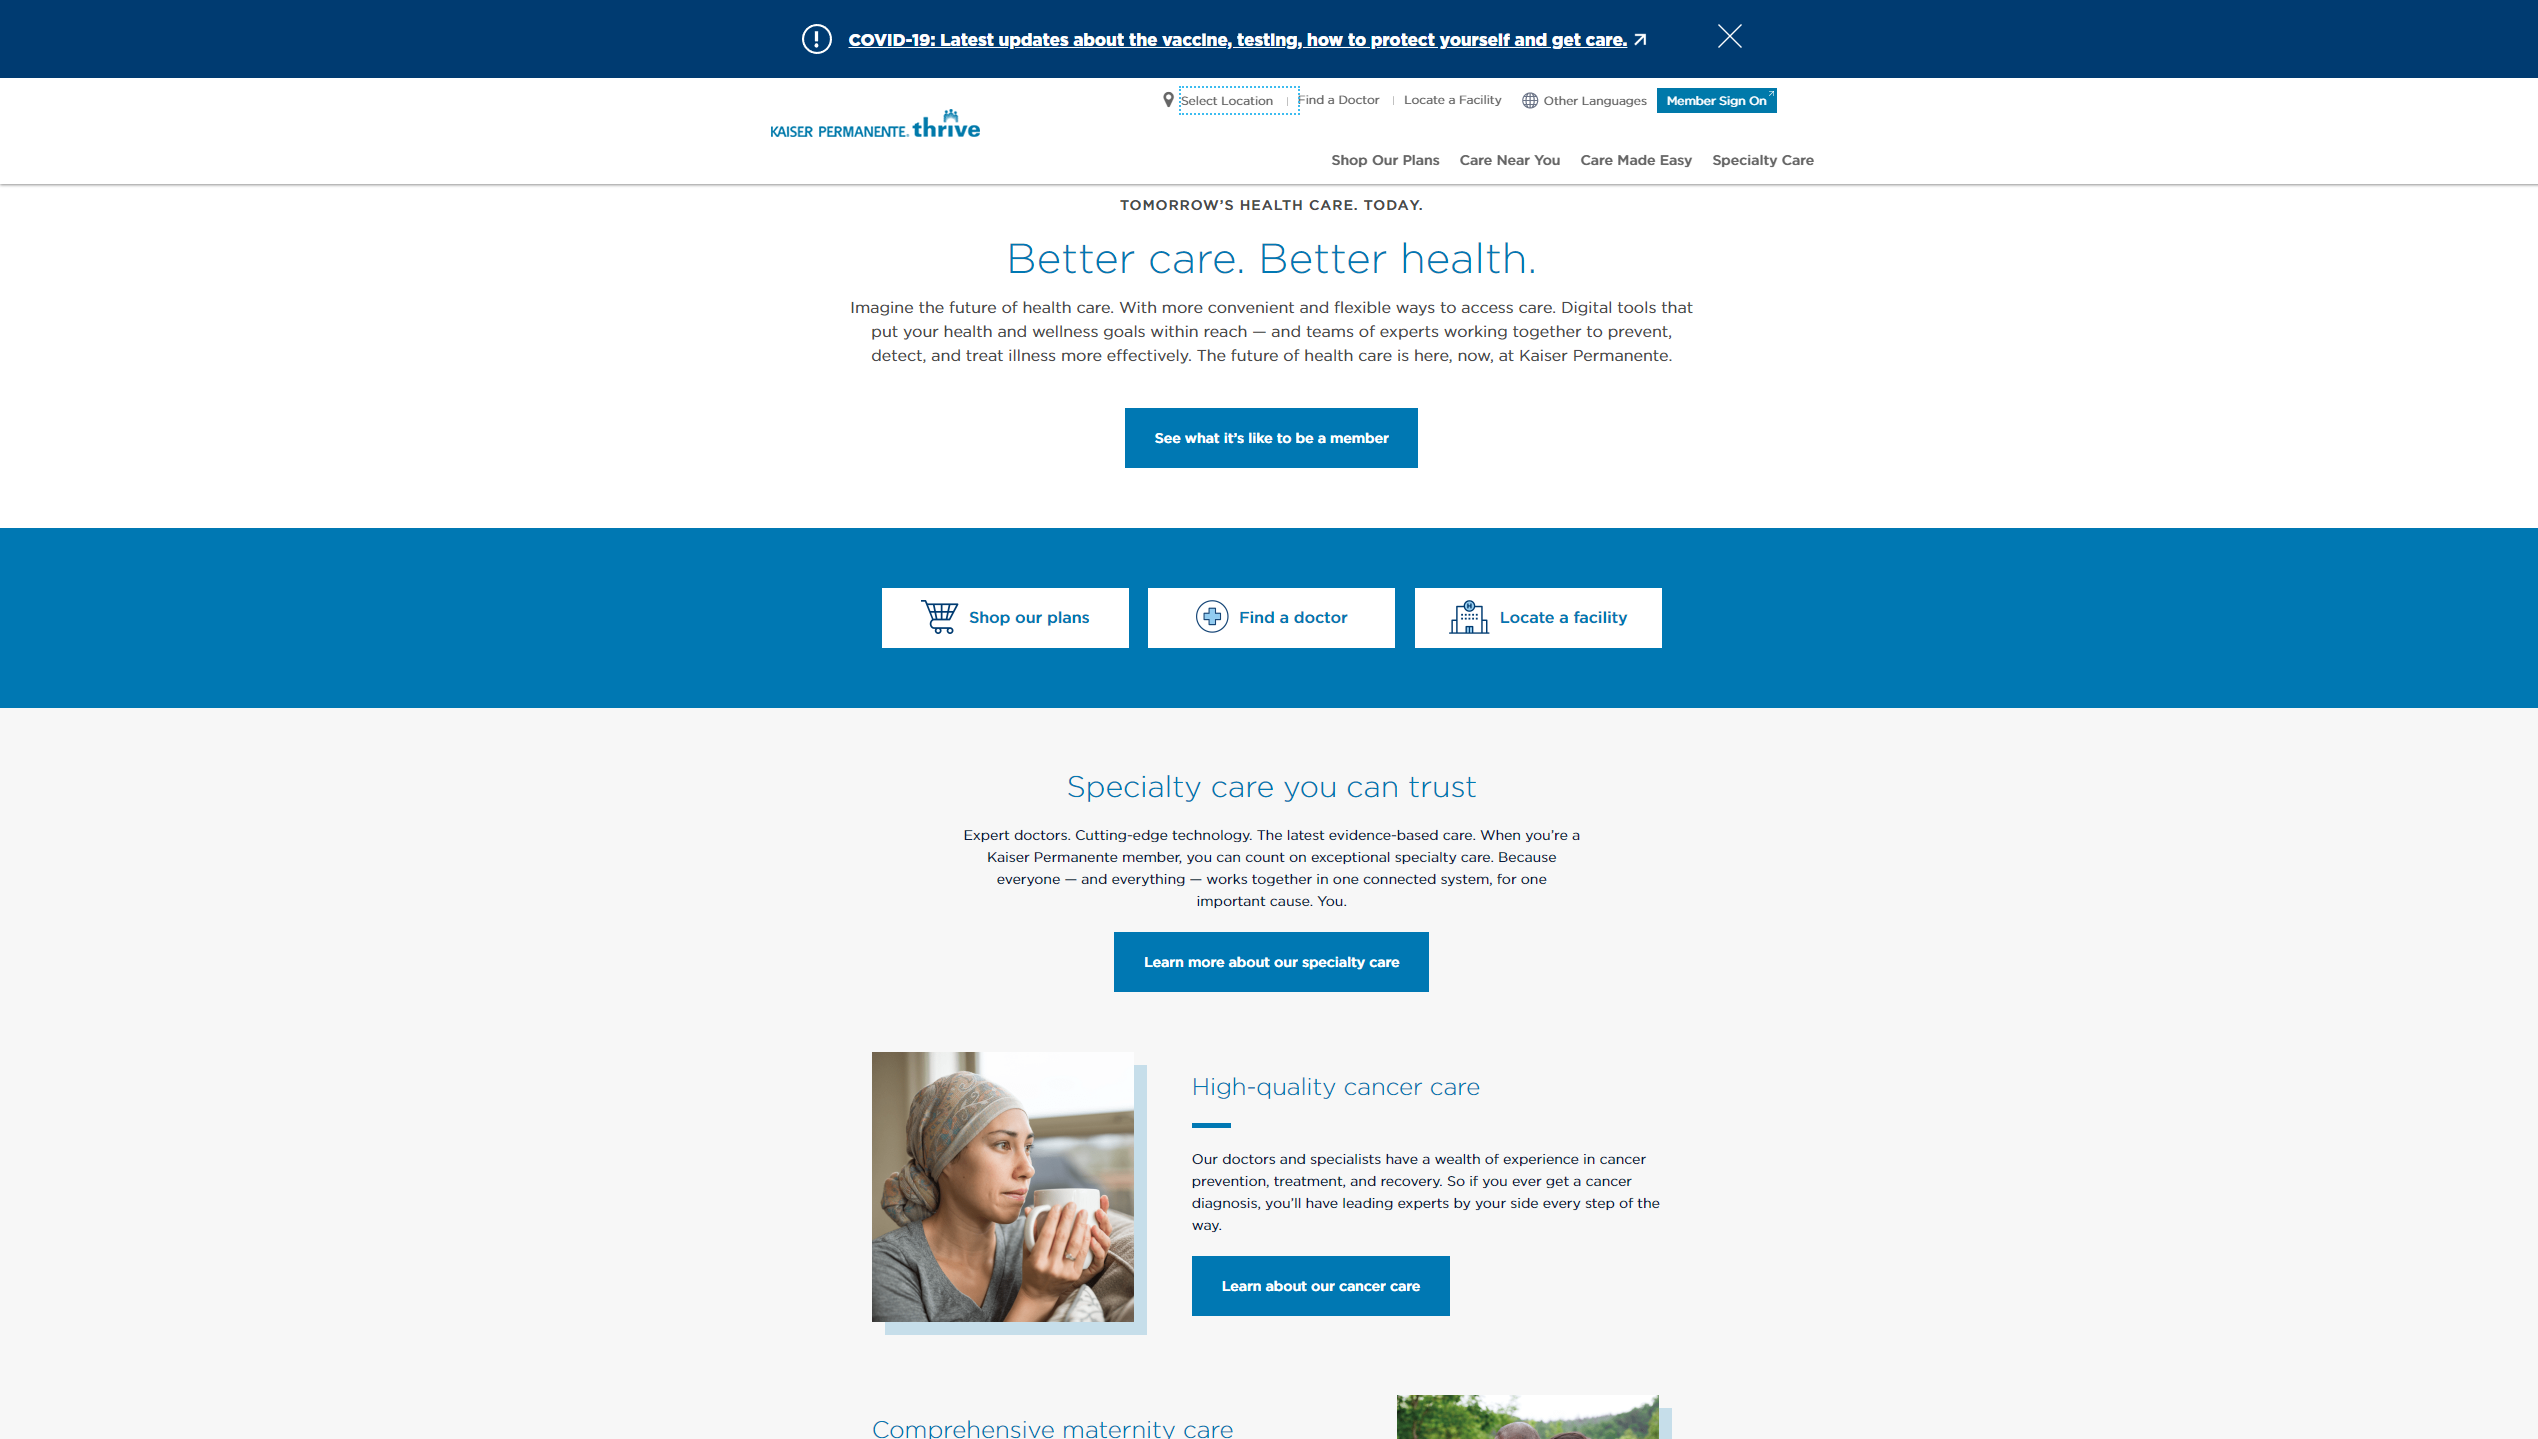 COVID-19: Latest updates about the vaccine, testing, how to protect yourself and get care.
KAISER PERMANENTE® thrive
Select Location
Find a Doctor
Locate a Facility
Other Languages
Member Sign On
Shop Our Plans
Care Near You
Care Made Easy
Specialty Care
TOMORROW'S HEALTH CARE. TODAY.
Better care. Better health.
Imagine the future of health care. With more convenient and flexible ways to access care. Digital tools that
put your health and wellness goals within reach — and teams of experts working together to prevent,
detect, and treat illness more effectively. The future of health care is here, now, at Kaiser Permanente.
See what it's like to be a member
Shop our plans
Find a doctor
Locate a facility
Specialty care you can trust
Expert doctors. Cutting-edge technology. The latest evidence-based care. When you're a
Kaiser Permanente member, you can count on exceptional specialty care. Because
everyone — and everything — works together in one connected system, for one
important cause. You.
Learn more about our specialty care
High-quality cancer care
Our doctors and specialists have a wealth of experience in cancer
prevention, treatment, and recovery. So if you ever get a cancer
diagnosis, you'll have leading experts by your side every step of the
way.
Learn about our cancer care
Comprehensive maternity care